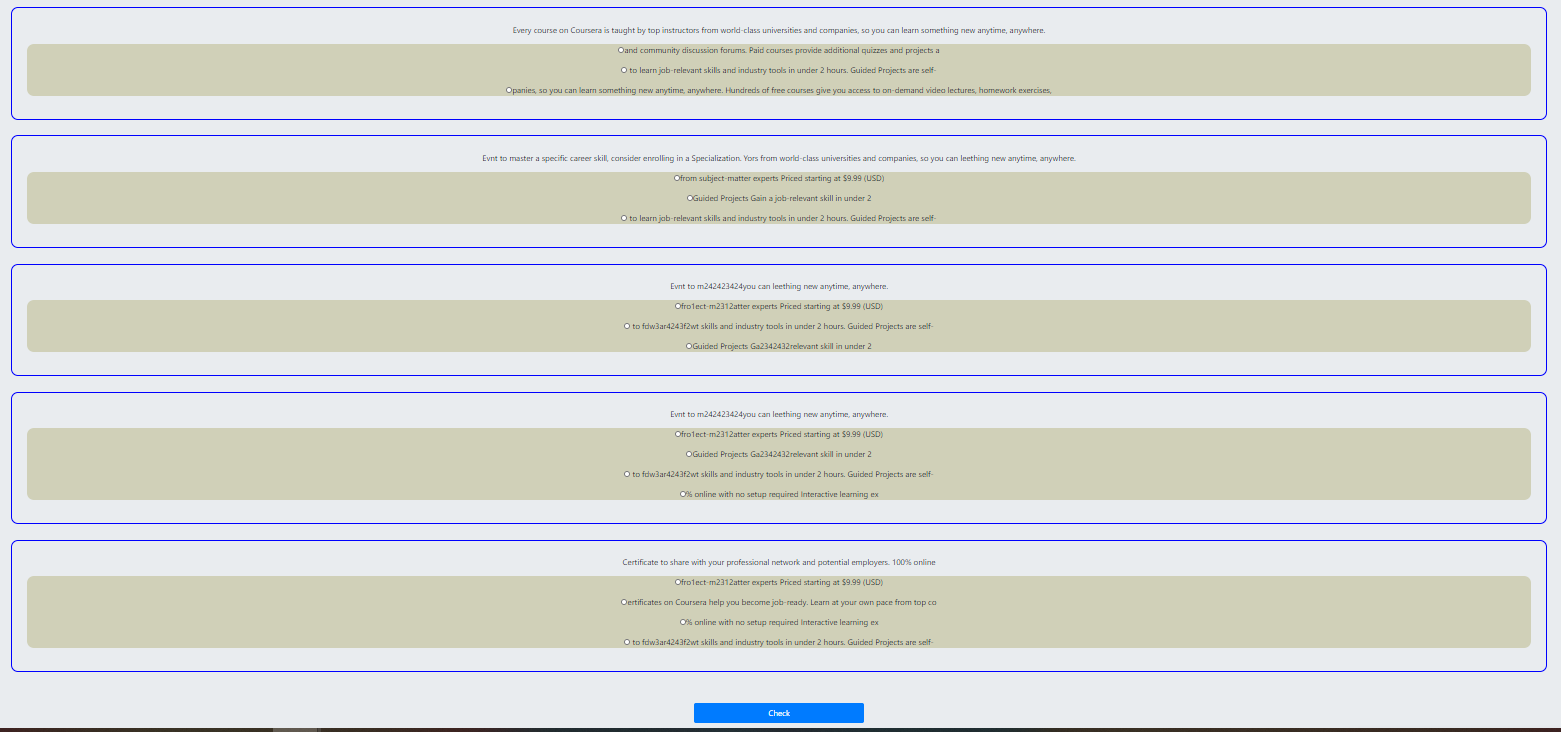 Every course on Coursera is taught by top instructors from world-class universities and companies, so you can learn something new anytime, anywhere.
and community discussion forums. Paid courses provide additional quizzes and projects a
to learn job-relevant skills and industry tools in under 2 hours. Guided Projects are self-
panies, so you can learn something new anytime, anywhere. Hundreds of free courses give you access to on-demand video lectures, homework exercises,
Evnt to master a specific career skill, consider enrolling in a Specialization. Yors from world-class universities and companies, so you can leething new anytime, anywhere.
from subject-matter experts Priced starting at $9.99 (USD)
Guided Projects Gain a job-relevant skill in under 2
to learn job-relevant skills and industry tools in under 2 hours. Guided Projects are self-
Evnt to m242423424you can leething new anytime, anywhere.
fro1ect-m2312atter experts Priced starting at $9.99 (USD)
to fdw3ar4243f2wt skills and industry tools in under 2 hours. Guided Projects are self-
Guided Projects Ga2342432relevant skill in under 2
Evnt to m242423424you can leething new anytime, anywhere.
fro1ect-m2312atter experts Priced starting at $9.99 (USD)
Guided Projects Ga2342432relevant skill in under 2
to fdw3ar4243f2wt skills and industry tools in under 2 hours. Guided Projects are self-
% online with no setup required Interactive learning ex
Certificate to share with your professional network and potential employers. 100% online
fro1ect-m2312atter experts Priced starting at $9.99 (USD)
ertificates on Coursera help you become job-ready. Learn at your own pace from top co
% online with no setup required Interactive learning ex
to fdw3ar4243f2wt skills and industry tools in under 2 hours. Guided Projects are self-
Check